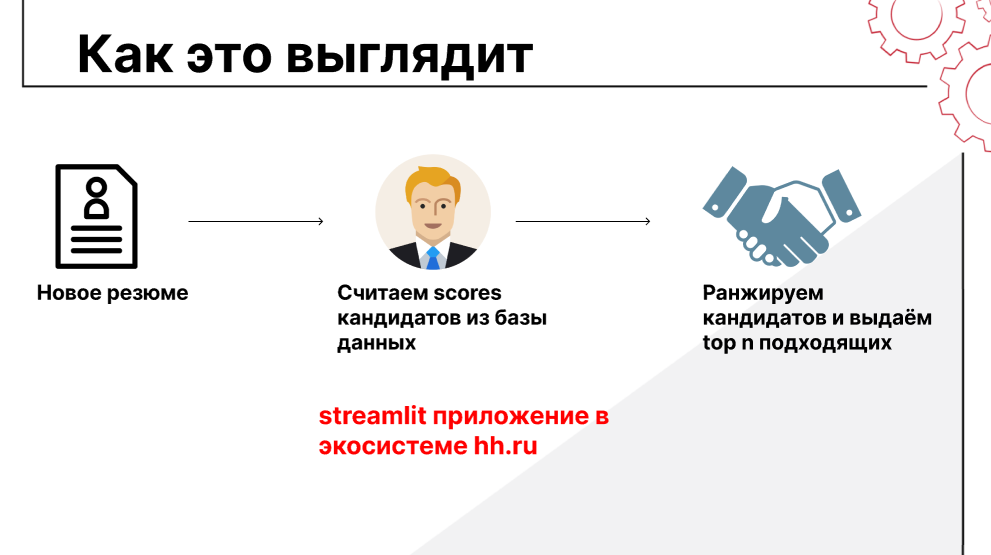 Как это выглядит
Новое резюме
Считаем scores
кандидатов из базы
данных
Ранжируем
кандидатов и выдаём
top n подходящих
streamlit приложение в
экосистеме hh.ru